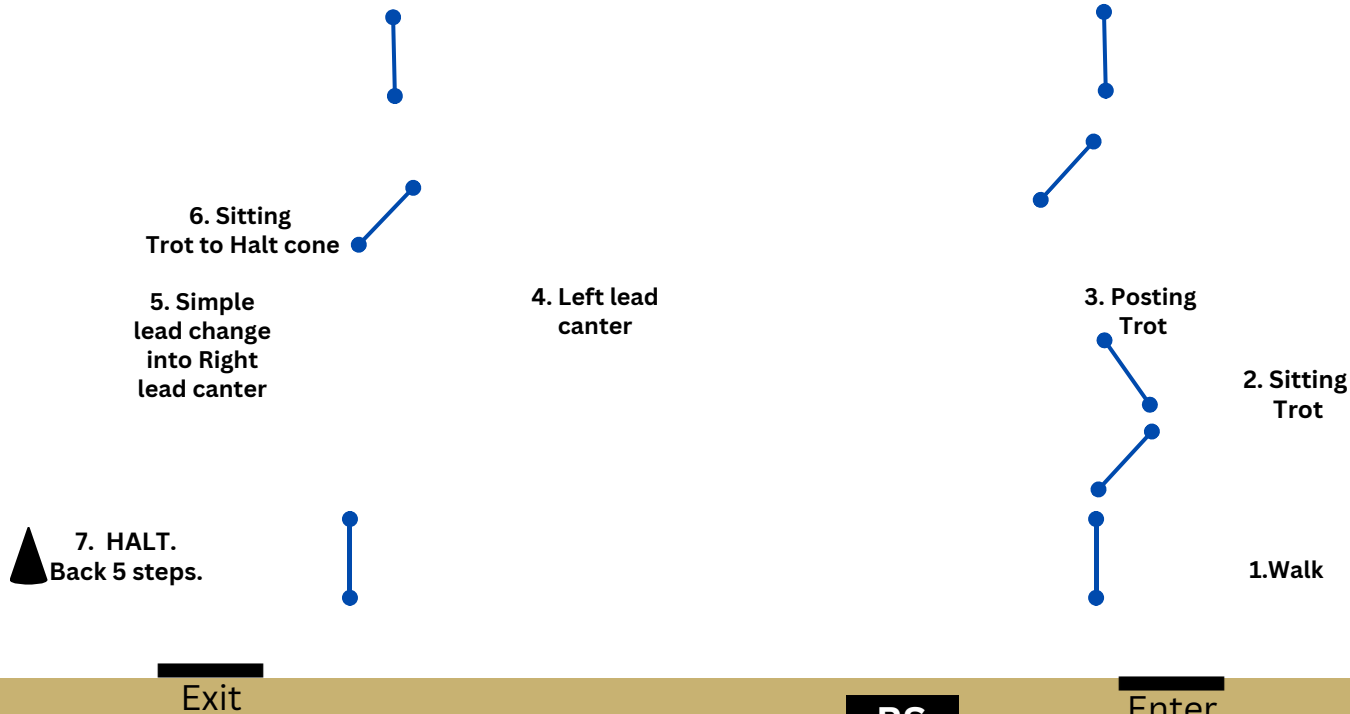 6. Sitting
Trot to Halt cone
5. Simple
lead change
into Right
lead canter
4. Left lead
canter
3. Posting
Trot
2. Sitting
Trot
7. HALT.
Back 5 steps.
1.Walk
Exit
Enter